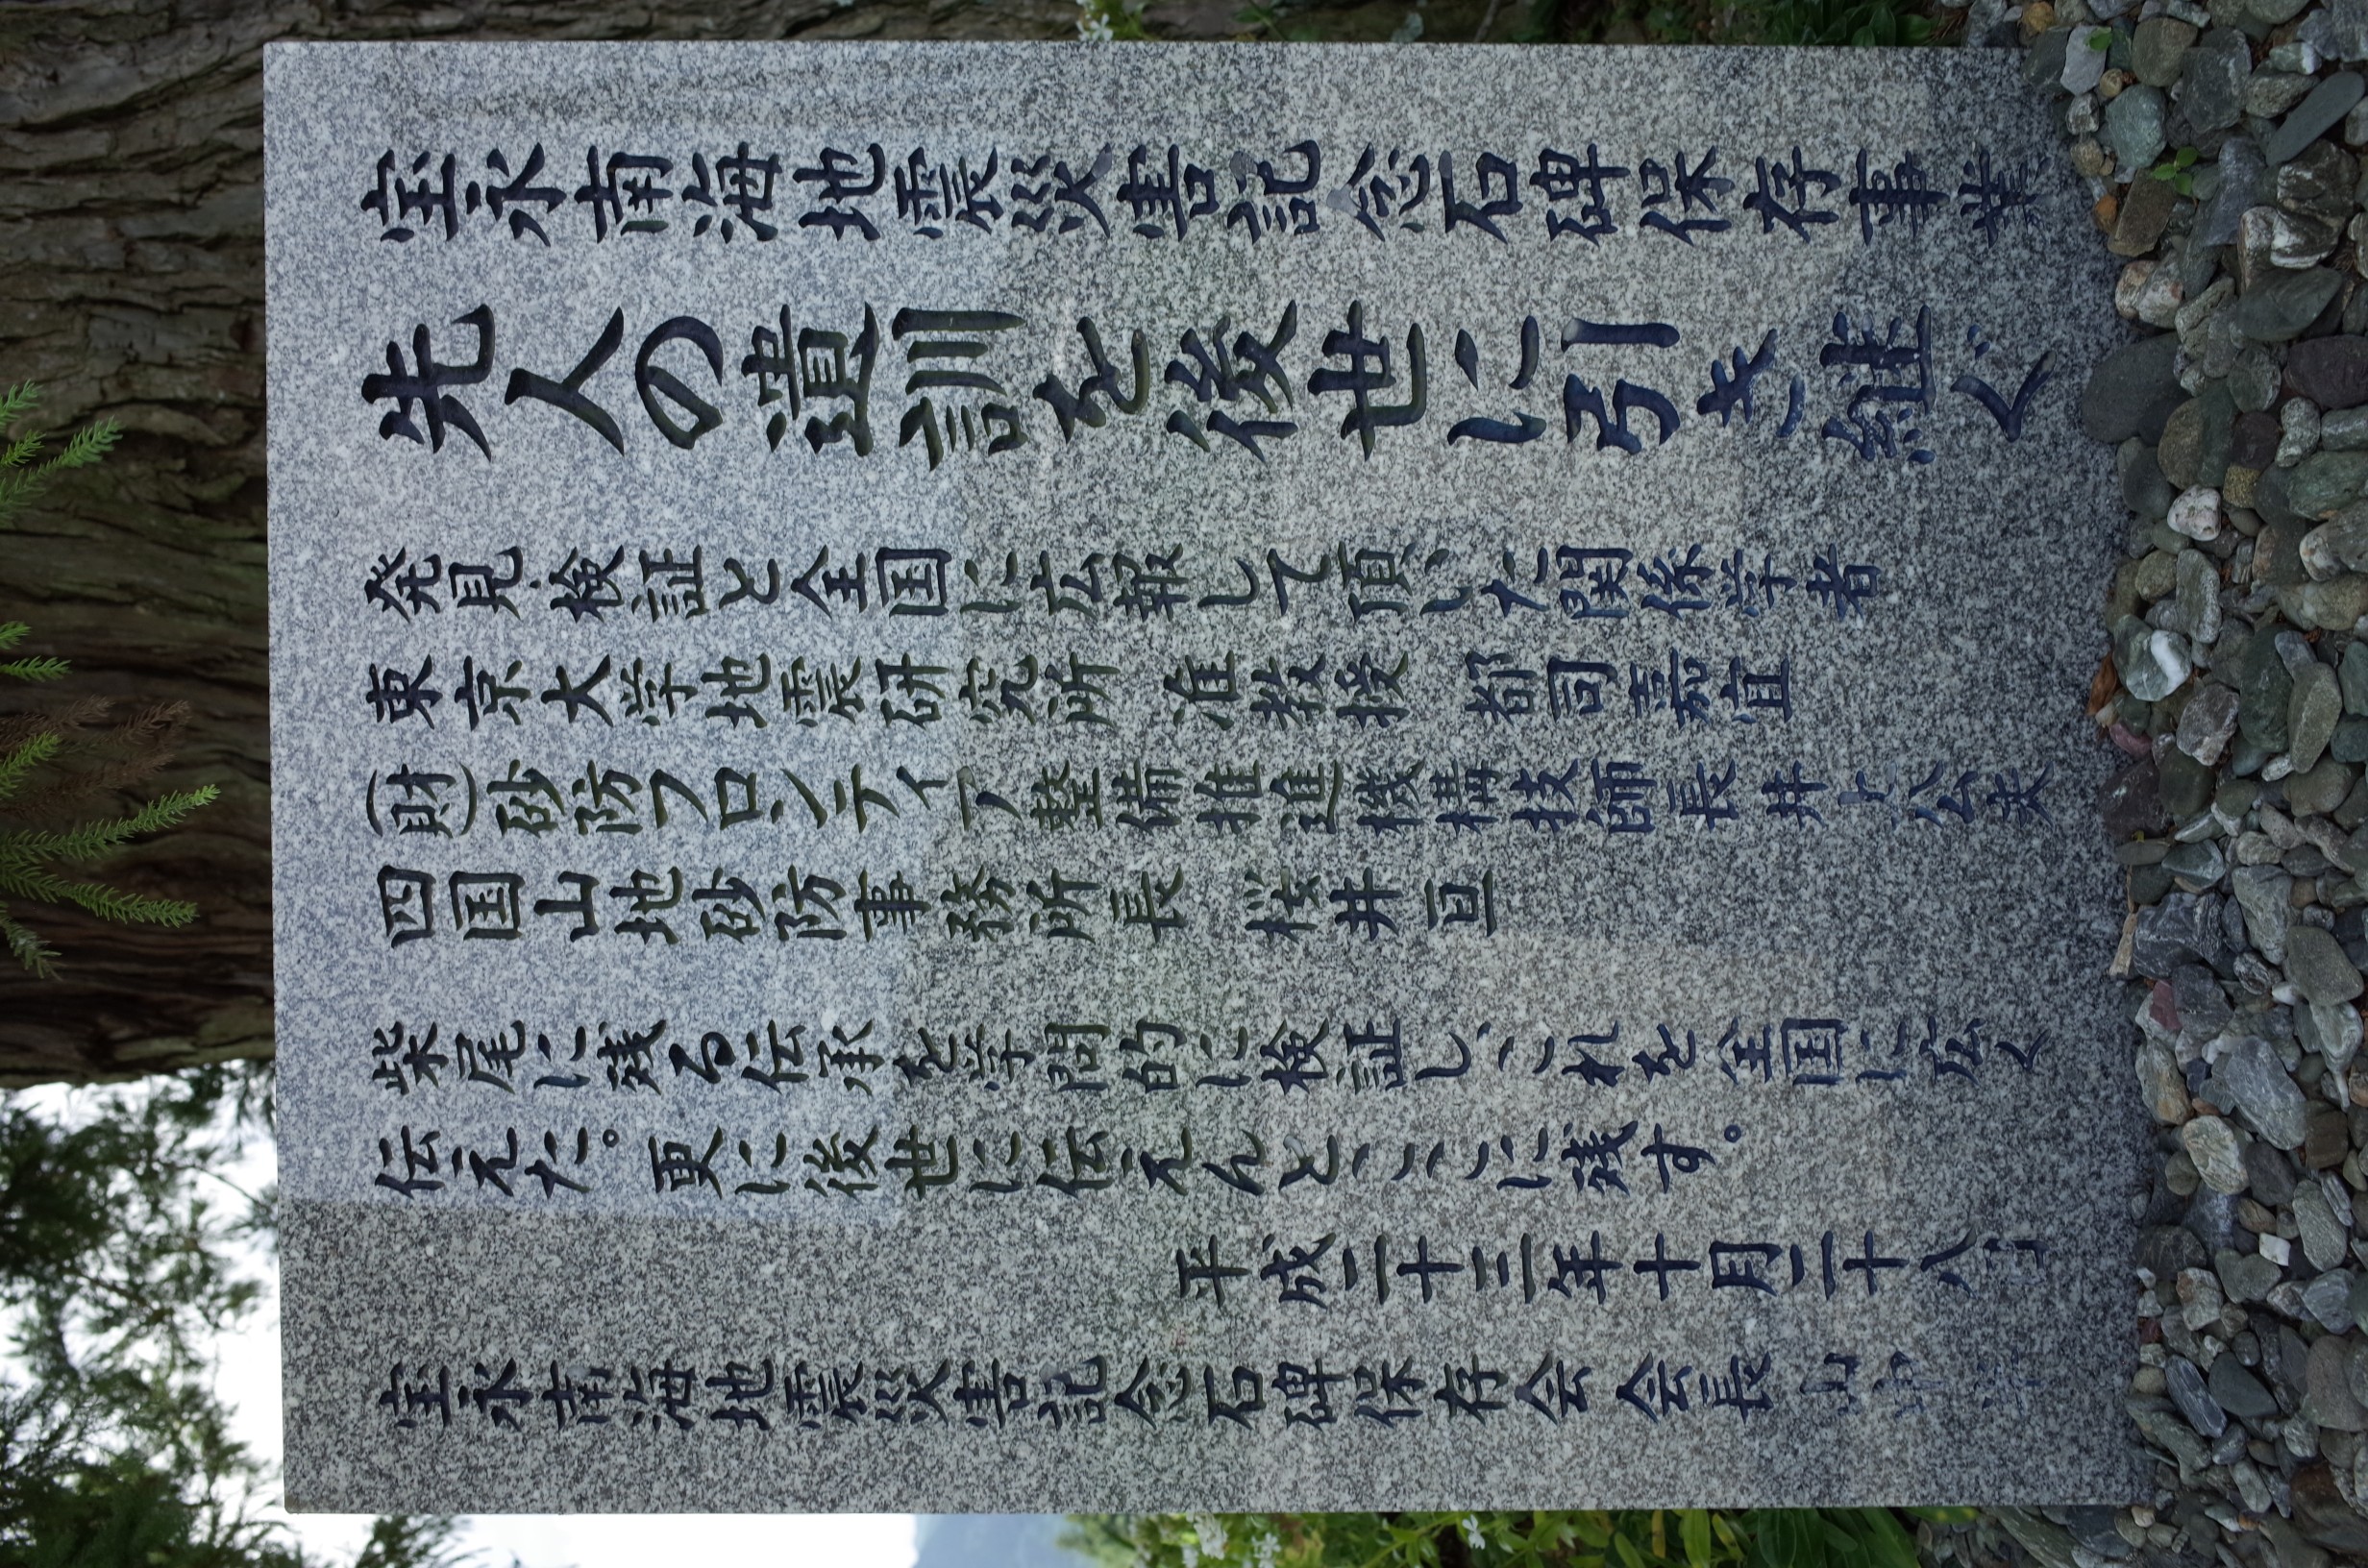 宝永南海地震災害記念石碑保存事業
先人の遺訓を後世に引き継ぐ
発見、検証と全国に広報して頂いた関係学者
東京大学地震研究所 准教授 都司嘉宣
(財)砂防フロンティア整備推進機構技師長 井上公夫
四国山地砂防事務所長 桜井亘
柴尾に残る伝承を学問的に検証し、これを全国に広く
伝えた。更に後世に伝えんとここに残す。
平成二十三年十月二十八日
宝永南海地震災害記念石碑保存会 会長